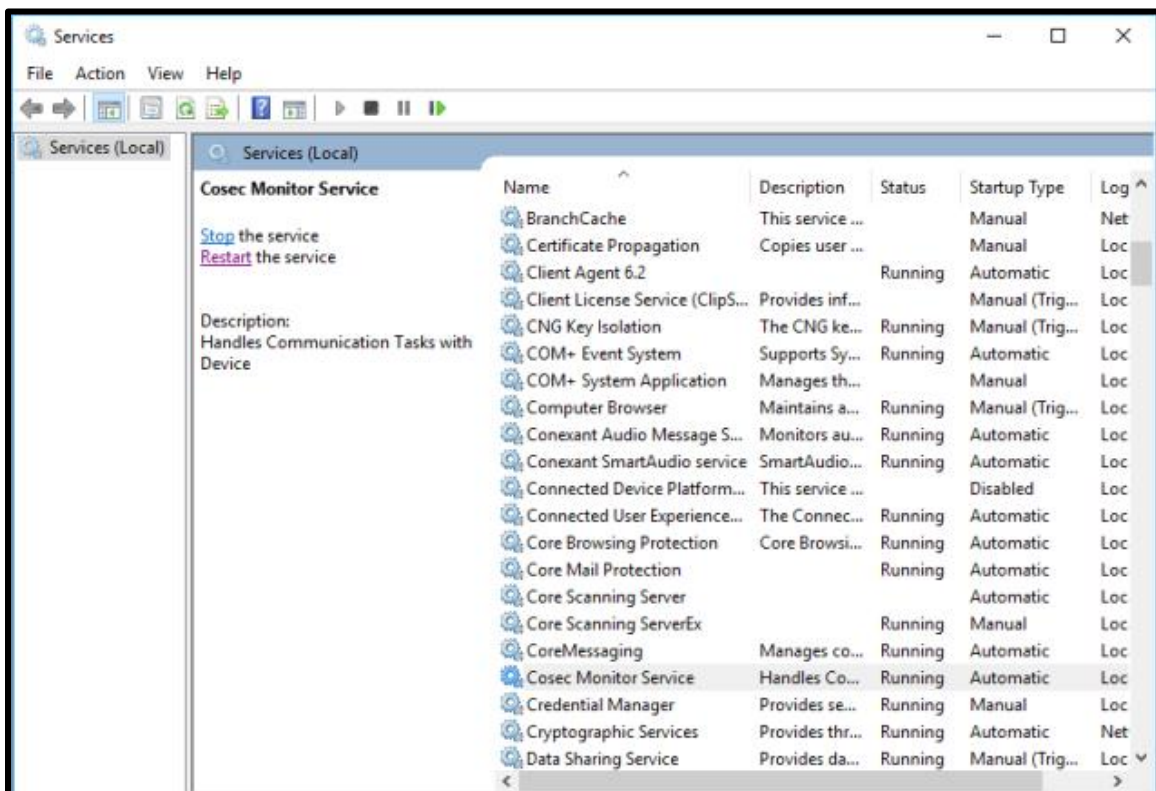 Services
File Action View Help
Services (Local)
Services (Local)
Cosec Monitor Service
Stop the service
Restart the service
Description:
Handles Communication Tasks with
Device
Name Description Status Startup Type Log
BranchCache This service ... Manual Net
Certificate Propagation Copies user ... Manual Loc
Client Agent 6.2 Running Automatic Loc
Client License Service (ClipS... Provides inf... Manual (Trig... Loc
CNG Key Isolation The CNG ke... Running Manual (Trig... Loc
COM+ Event System Supports Sy... Running Automatic Loc
COM+ System Application Manages th... Manual Loc
Computer Browser Maintains a... Running Manual (Trig... Loc
Conexant Audio Message S... Monitors au... Running Automatic Loc
Conexant SmartAudio service SmartAudio... Running Automatic Loc
Connected Device Platform... This service ... Disabled Loc
Connected User Experience... The Connec... Running Automatic Loc
Core Browsing Protection Core Browsi... Running Automatic Loc
Core Mail Protection Running Automatic Loc
Core Scanning Server Automatic Loc
Core Scanning ServerEx Running Manual Loc
CoreMessaging Manages co... Running Automatic Loc
Cosec Monitor Service Handles Co... Running Automatic Loc
Credential Manager Provides se... Running Manual Loc
Cryptographic Services Provides thr... Running Automatic Net
Data Sharing Service Provides da... Running Manual (Trig... Loc